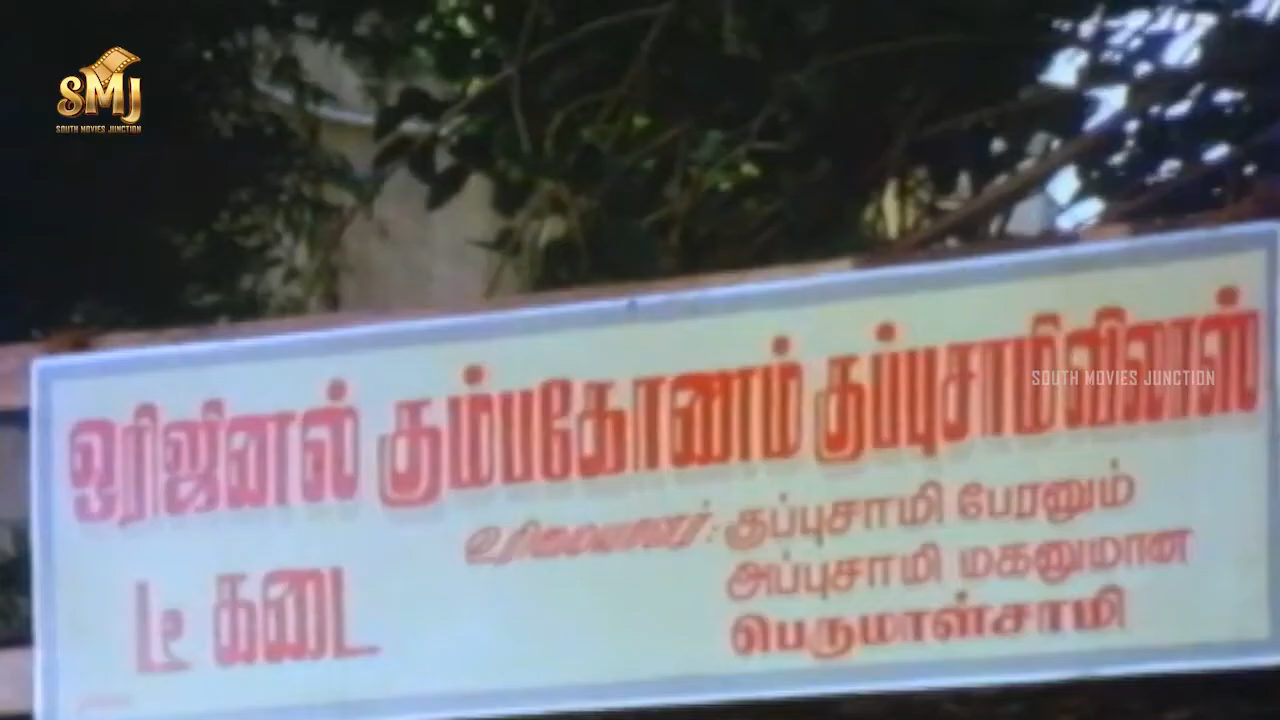 SMJ
SOUTH MOVIES JUNCTION
ஒரிஜினல் கும்பகோணம் குப்புசாமிவிலாஸ்
SOUTH MOVIES JUNCTION
டீ கடை
உரிமையாளர்: குப்புசாமி பேரனும்
அப்புசாமி மகனுமான
பெருமாள்சாமி